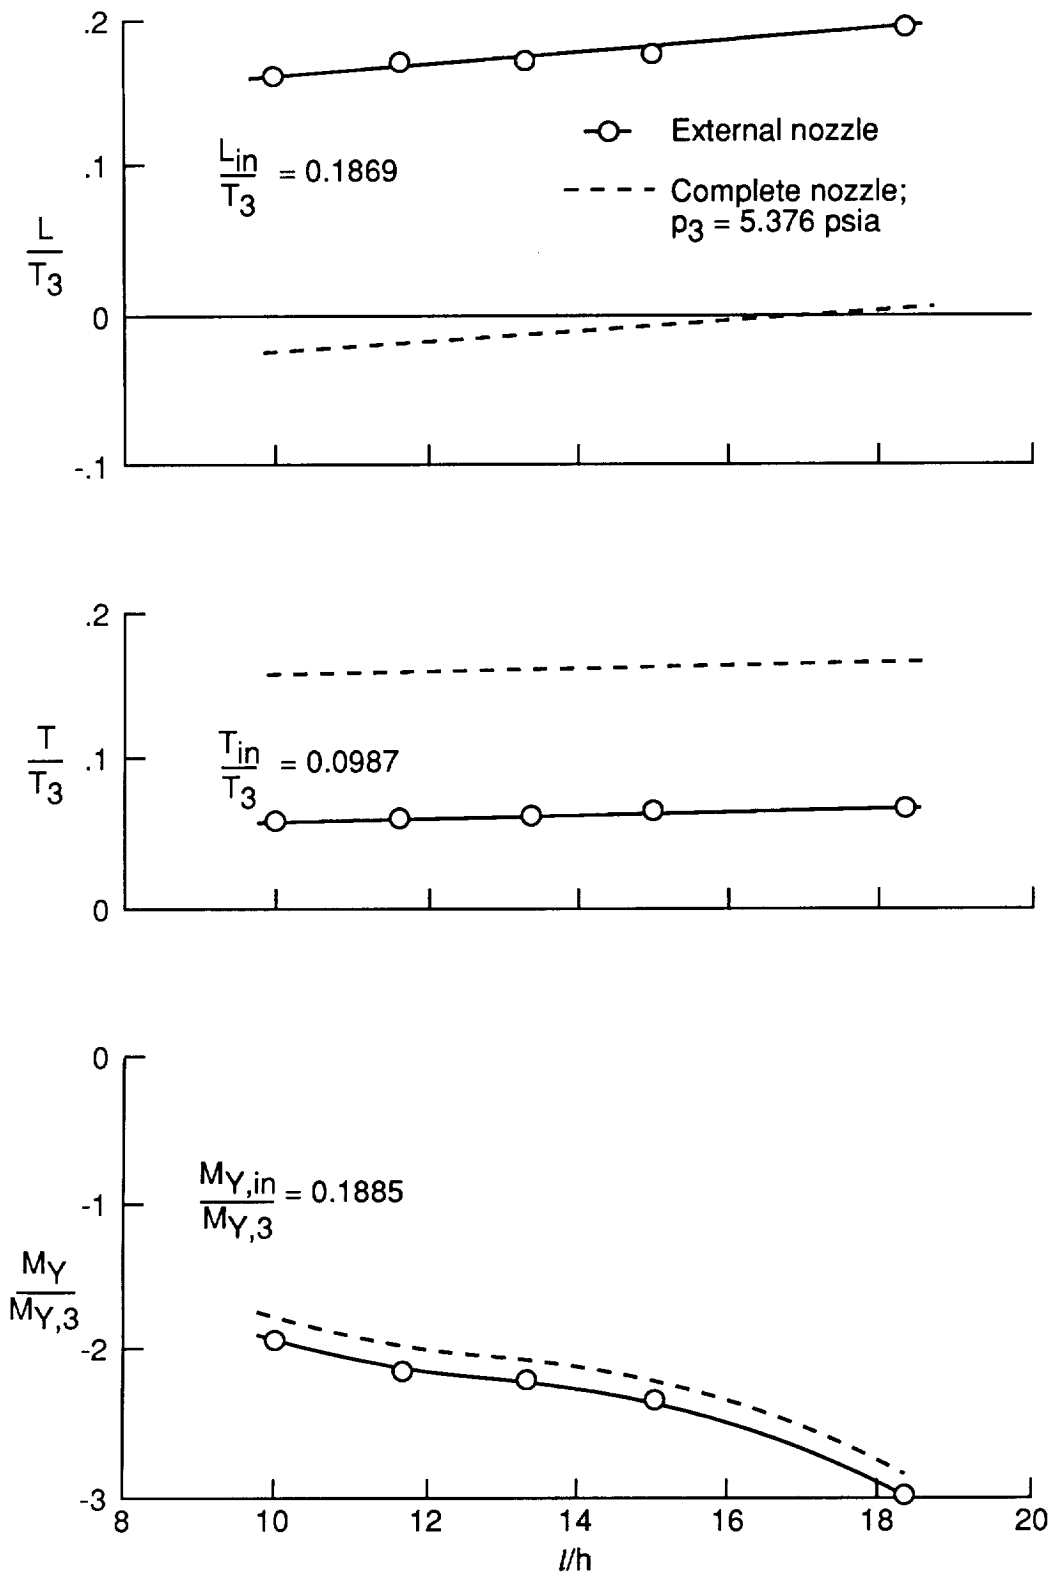 .2
.1
0
-.1
L
T3
Lin
T3
= 0.1869
External nozzle
Complete nozzle;
p3 = 5.376 psia
.2
.1
0
T
T3
Tin
T3
= 0.0987
0
-1
-2
-3
MY
MY,3
MY,in
MY,3
= 0.1885
8 10 12 14 16 18 20
l/h